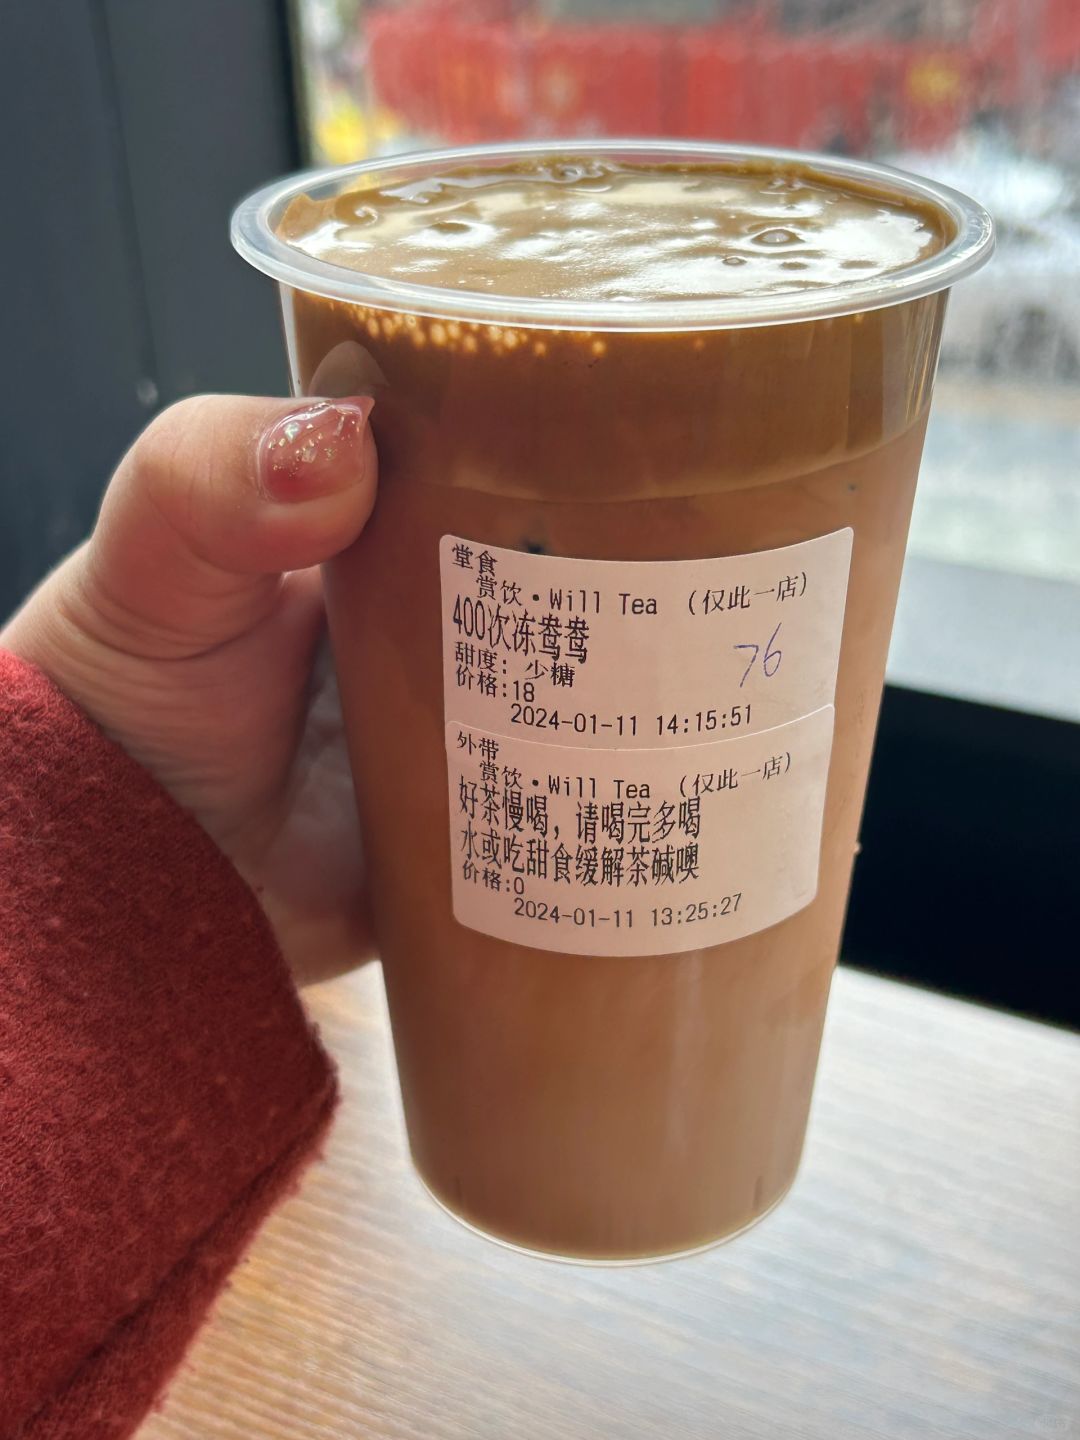 堂食
赏饮·Will Tea （仅此一店）
400次冻鸯鸯
甜度: 少糖
价格:18
76
2024-01-11 14:15:51
外带
赏饮·Will Tea （仅此一店）
好茶慢喝，请喝完多喝
水或吃甜食缓解茶碱噢
价格:0
2024-01-11 13:25:27